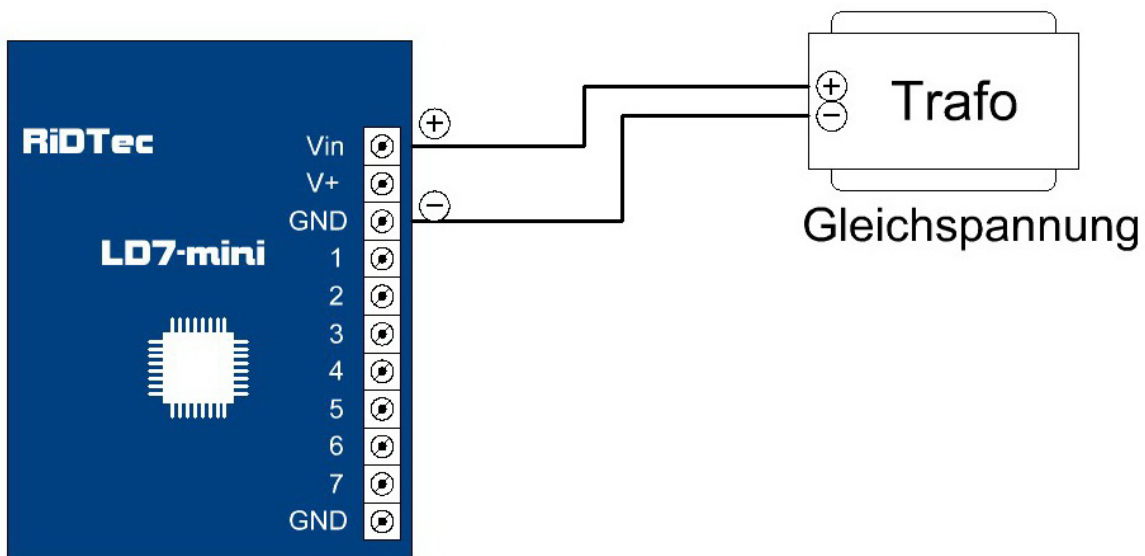 RiDTec
LD7-mini
Vin
V+
GND
1
2
3
4
5
6
7
GND
+
−
+
−
Trafo
Gleichspannung